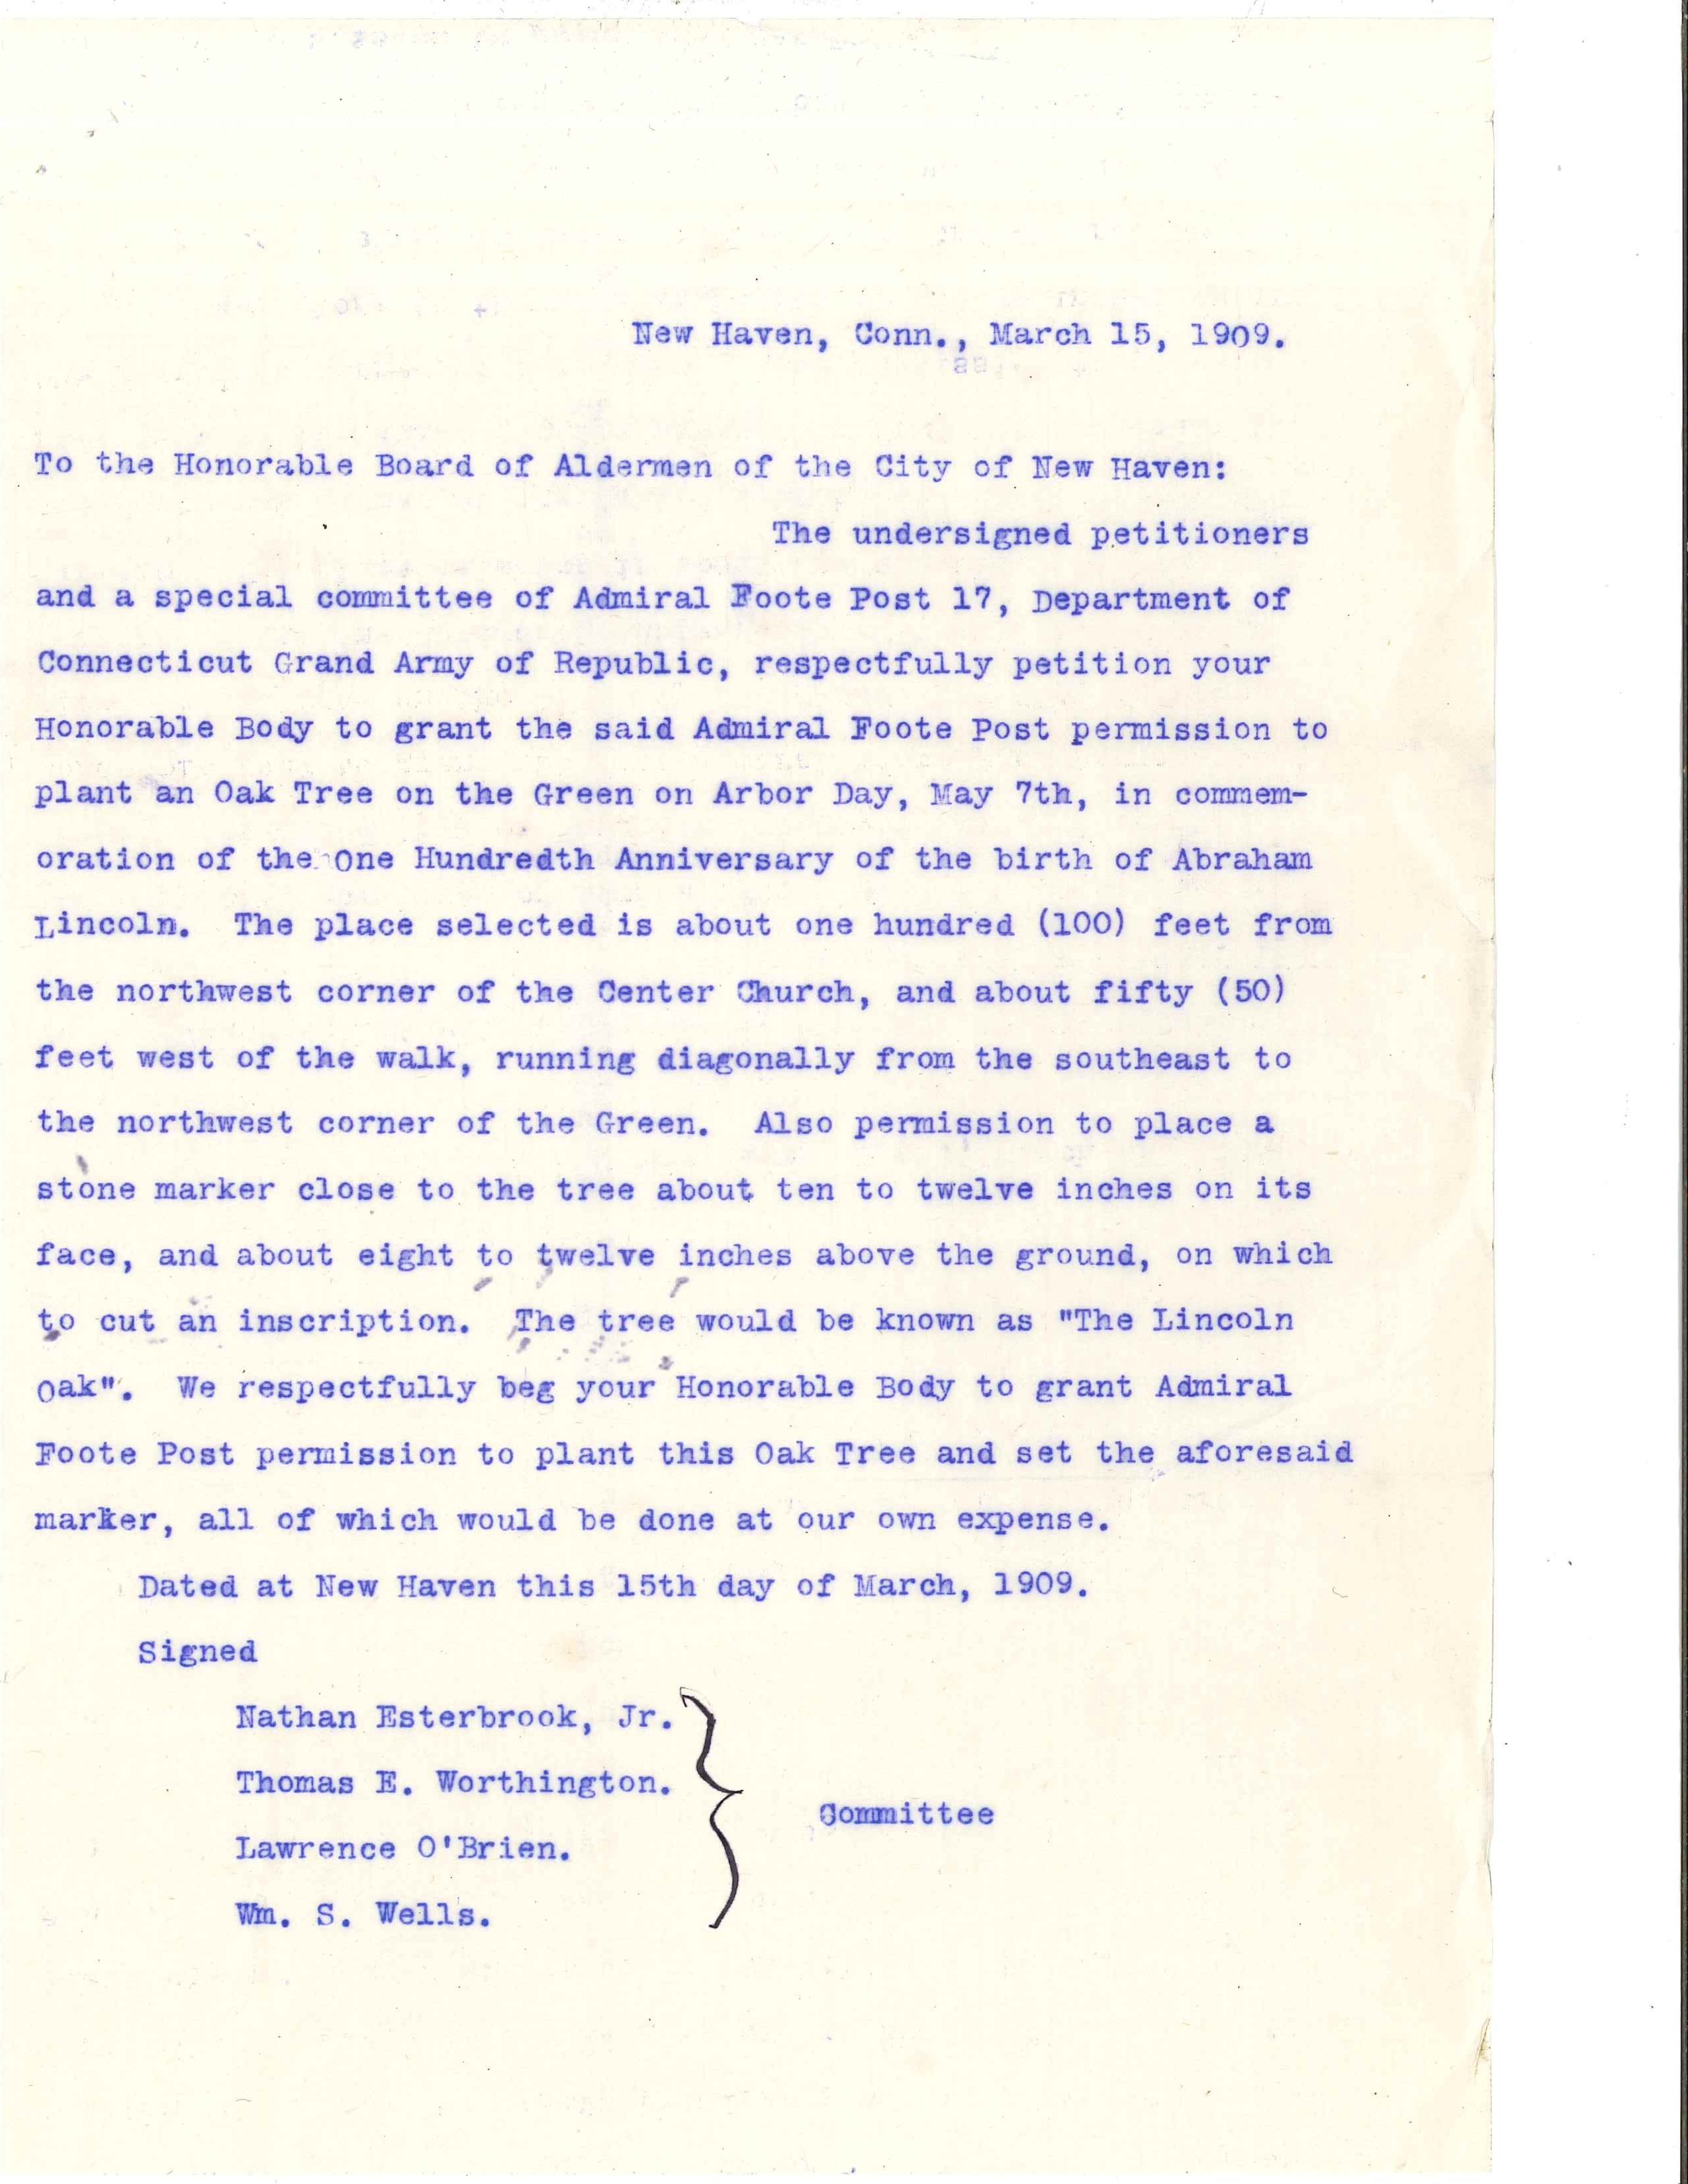 New Haven, Conn., March 15, 1909.
To the Honorable Board of Aldermen of the City of New Haven:
The undersigned petitioners
and a special committee of Admiral Foote Post 17, Department of
Connecticut Grand Army of Republic, respectfully petition your
Honorable Body to grant the said Admiral Foote Post permission to
plant an Oak Tree on the Green on Arbor Day, May 7th, in commem-
oration of the One Hundredth Anniversary of the birth of Abraham
Lincoln. The place selected is about one hundred (100) feet from
the northwest corner of the Center Church, and about fifty (50)
feet west of the walk, running diagonally from the southeast to
the northwest corner of the Green. Also permission to place a
stone marker close to the tree about ten to twelve inches on its
face, and about eight to twelve inches above the ground, on which
to cut an inscription. The tree would be known as "The Lincoln
Oak". We respectfully beg your Honorable Body to grant Admiral
Foote Post permission to plant this Oak Tree and set the aforesaid
marker, all of which would be done at our own expense.
Dated at New Haven this 15th day of March, 1909.
Signed
Nathan Esterbrook, Jr.
Thomas E. Worthington.
Committee
Lawrence O'Brien.
Wm. S. Wells.